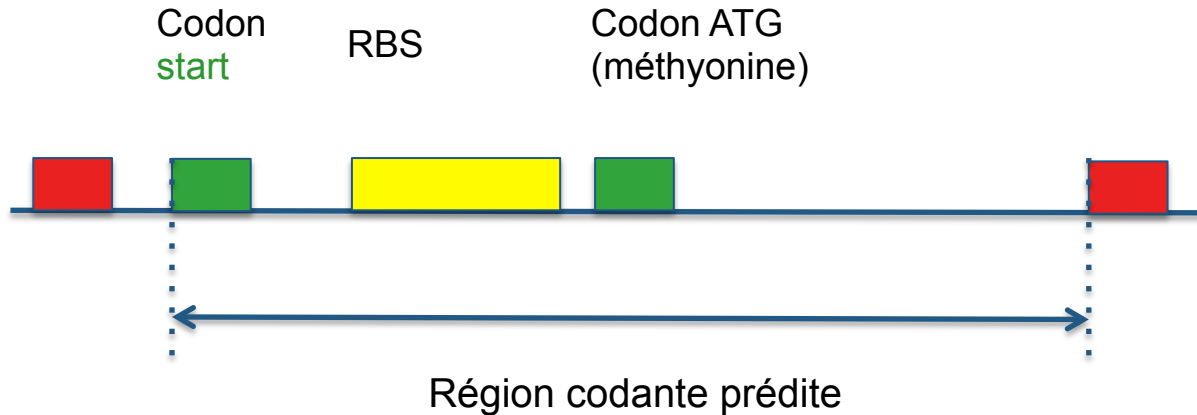 Codon
start
RBS
Codon ATG
(méthyonine)
Région codante prédite